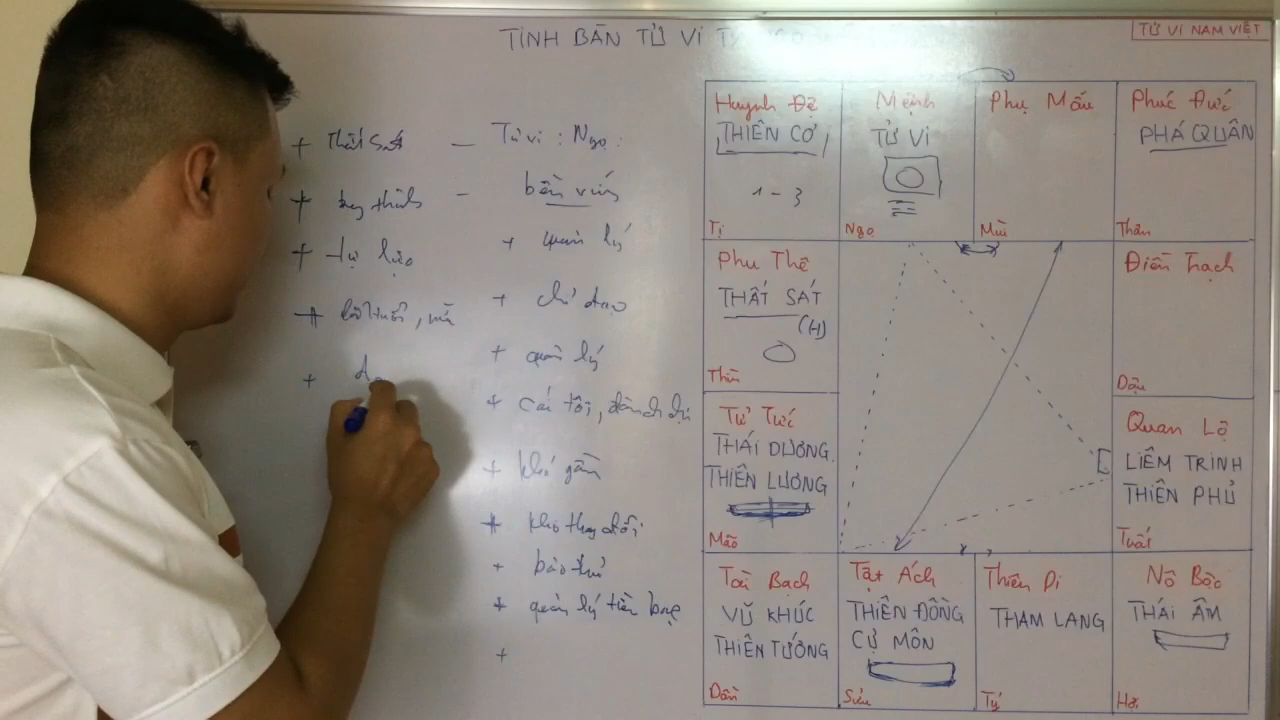 TINH BÀN TỬ VI
TỬ VI NAM VIỆT
+ Thất Sát
+
+ tự lập
+
+
— Tử vi : Ngọ :
– bền vững
+ quản lý
+ chỉ đạo
+ quản lý
+ cái tôi,
+ khó gần
+ khó thay đổi
+ bảo thủ
+ quản lý tiền bạc
+
Huynh Đệ
THIÊN CƠ
1 - 3
Tị
Mệnh
TỬ VI
Ngọ
Phụ Mẫu
Mùi
Phúc Đức
PHÁ QUÂN
Thân
Phu Thê
THẤT SÁT
(H)
Thìn
Điền Trạch
Dậu
Tử Tức
THÁI DƯƠNG
THIÊN LƯƠNG
Mão
Quan Lộ
LIÊM TRINH
THIÊN PHỦ
Tuất
Tài Bạch
VŨ KHÚC
THIÊN TƯỚNG
Dần
Tật Ách
THIÊN ĐỒNG
CỰ MÔN
Sửu
Thiên Di
THAM LANG
Tý
Nô Bộc
THÁI ÂM
Hợi